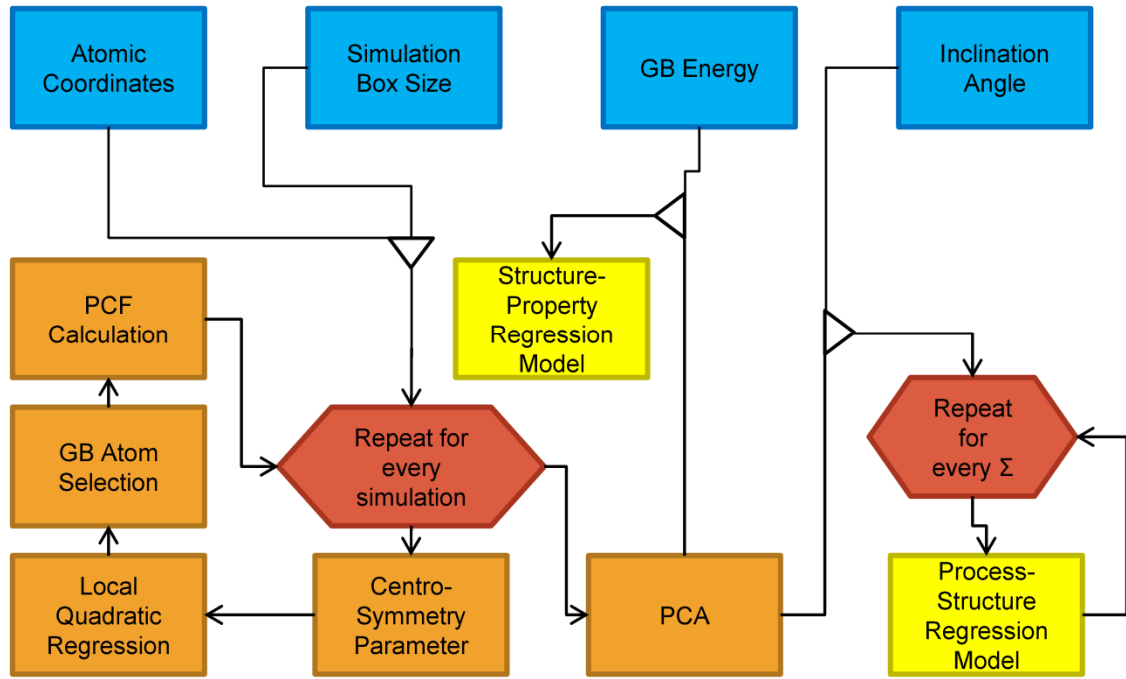 Atomic
Coordinates
Simulation
Box Size
GB Energy
Inclination
Angle
PCF
Calculation
Structure-
Property
Regression
Model
GB Atom
Selection
Repeat for
every
simulation
Repeat
for
every Σ
Local
Quadratic
Regression
Centro-
Symmetry
Parameter
PCA
Process-
Structure
Regression
Model